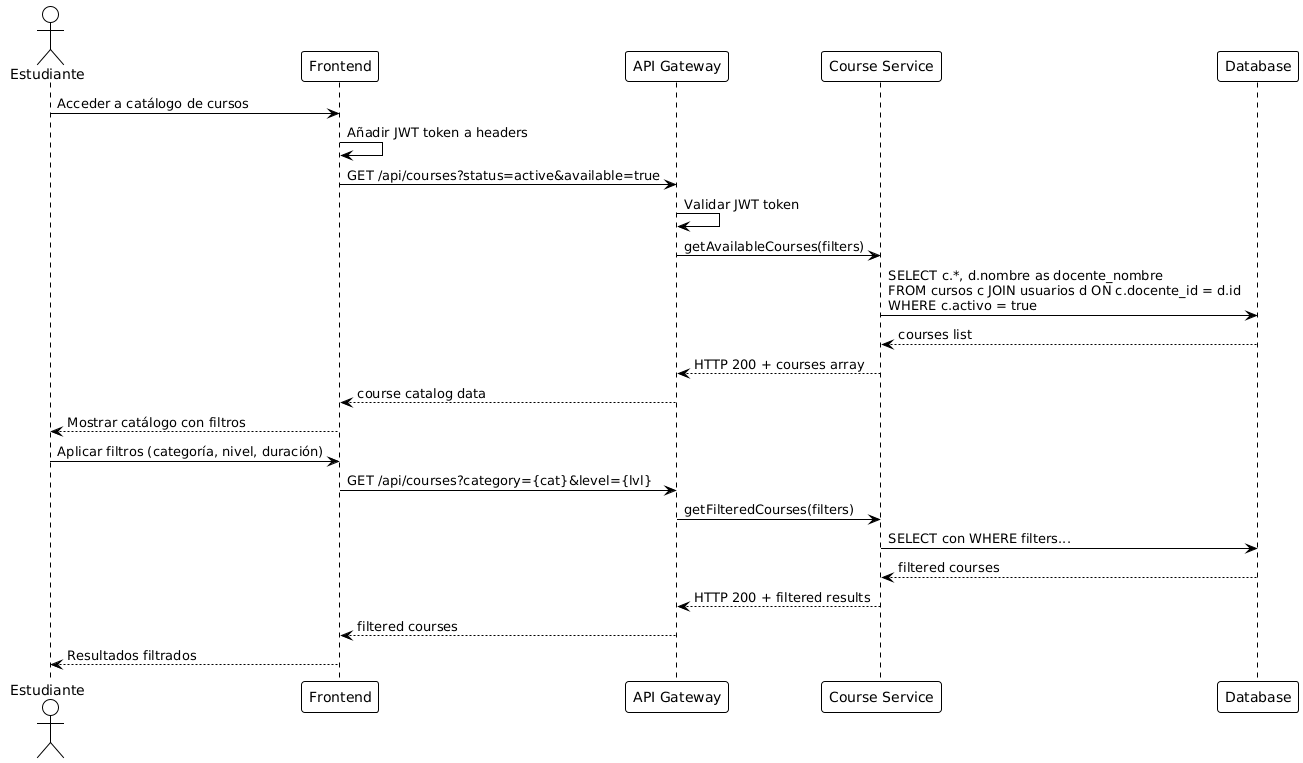 Estudiante
Frontend
API Gateway
Course Service
Database
Acceder a catálogo de cursos
Añadir JWT token a headers
GET /api/courses?status=active&available=true
Validar JWT token
getAvailableCourses(filters)
SELECT c.*, d.nombre as docente_nombre
FROM cursos c JOIN usuarios d ON c.docente_id = d.id
WHERE c.activo = true
courses list
HTTP 200 + courses array
course catalog data
Mostrar catálogo con filtros
Aplicar filtros (categoría, nivel, duración)
GET /api/courses?category={cat}&level={lvl}
getFilteredCourses(filters)
SELECT con WHERE filters...
filtered courses
HTTP 200 + filtered results
filtered courses
Resultados filtrados
Estudiante
Frontend
API Gateway
Course Service
Database